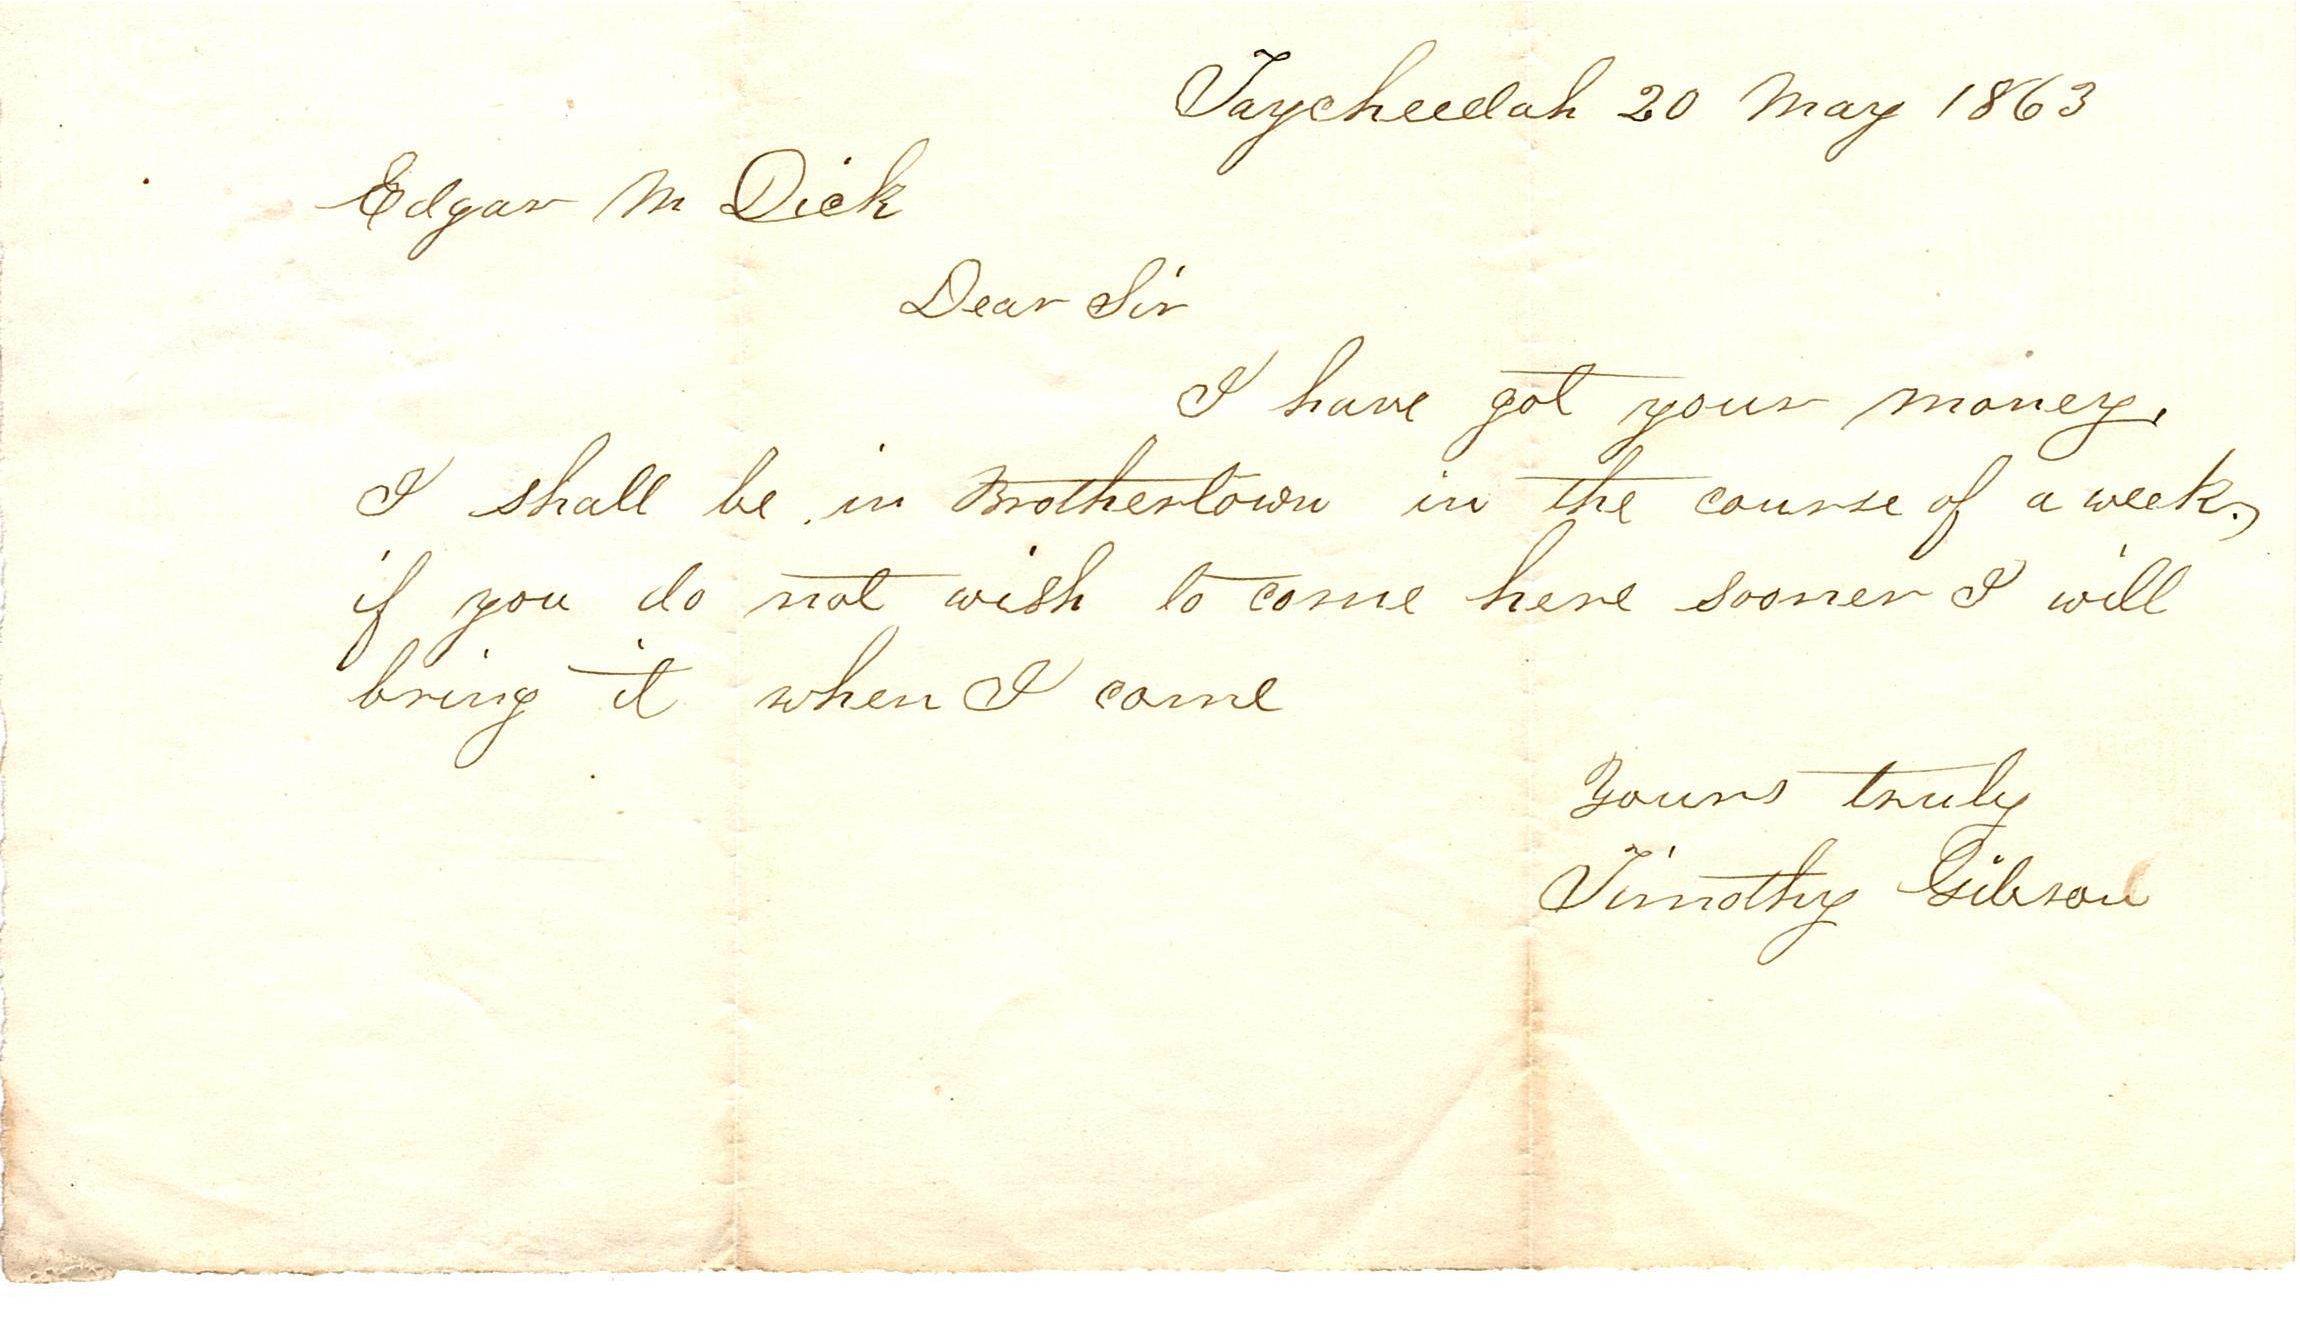 Taycheedah 20 May 1863
Edgar M Dick
Dear Sir
I have got your money,
I shall be in Brothertown in the course of a week,
if you do not wish to come here sooner I will
bring it when I come
Yours truly
Timothy Gibson